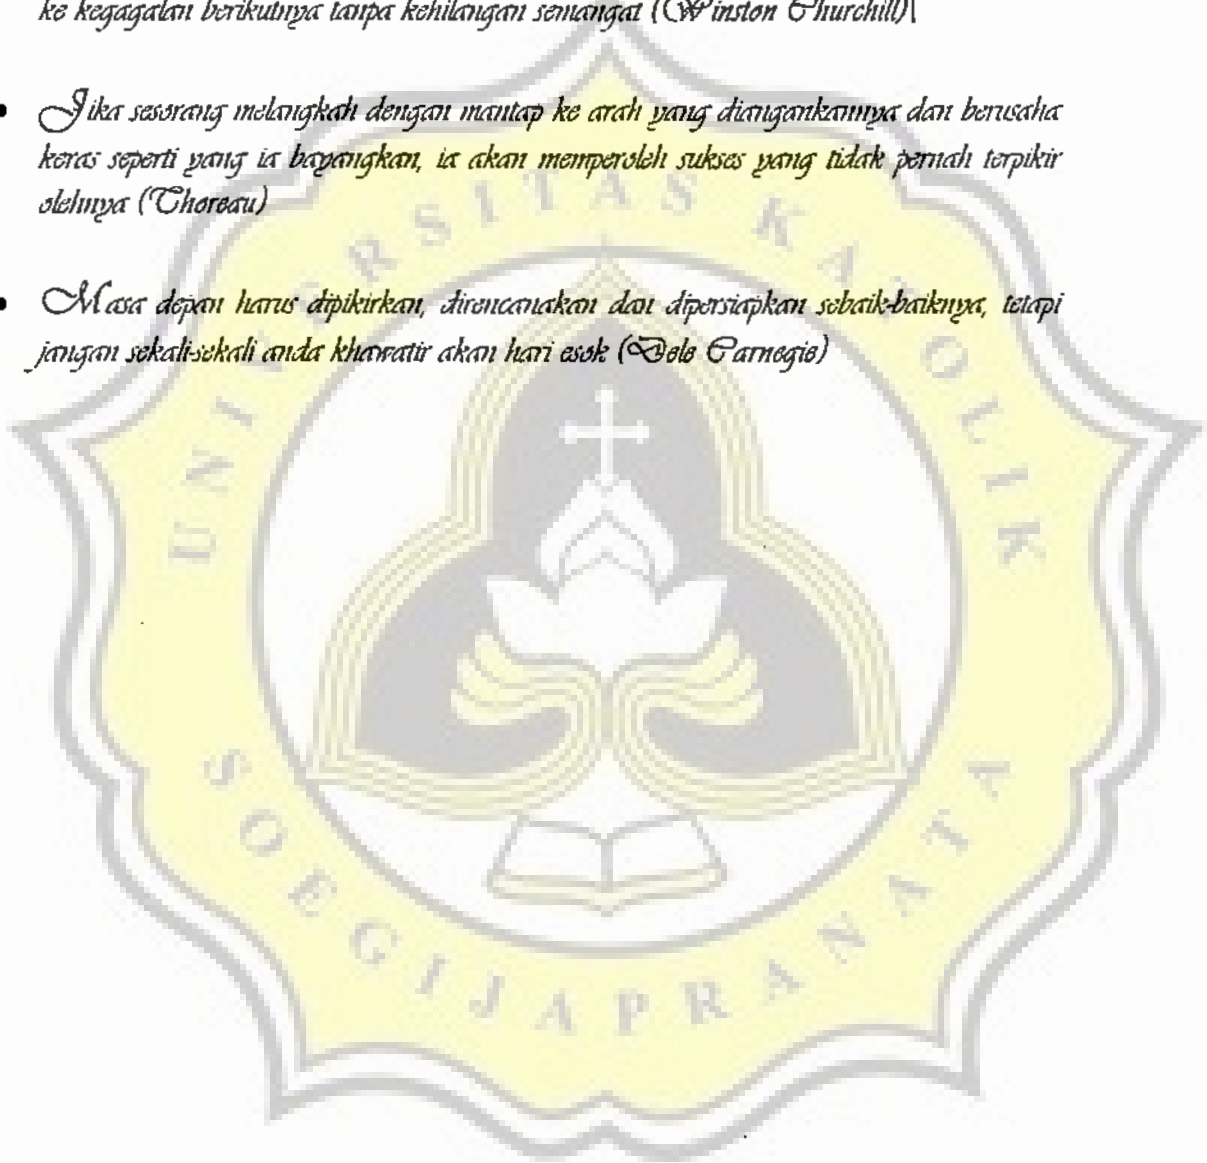 ke kegagalan berikutnya tanpa kehilangan semangat (Winston Churchill)
• Jika sesorang melangkah dengan mantap ke arah yang diangankannya dan berusaha
keras seperti yang ia bayangkan, ia akan memperoleh sukses yang tidak pernah terpikir
olehnya (Thoreau)
• Masa depan harus dipikirkan, direncanakan dan dipersiapkan sebaik-baiknya, tetapi
jangan sekali-sekali anda khawatir akan hari esok (Dele Carnegie)
UNIVERSITAS KATOLIK
SOEGIJAPRANATA